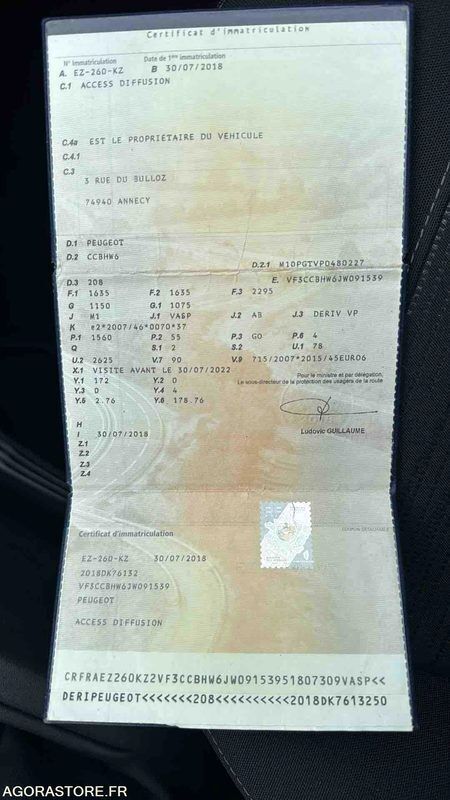 Certificat d'immatriculation
N° Immatriculation Date de 1ère immatriculation
A. EZ-260-KZ B 30/07/2018
C.1 ACCESS DIFFUSION
C.4a EST LE PROPRIÉTAIRE DU VÉHICULE
C.4.1
C.3
3 RUE DU BULLOZ
74940 ANNECY
D.1 PEUGEOT
D.2 CCBHW6 D.2.1 M10PGTVP0480227
D.3 208 E. VF3CCBHW6JW091539
F.1 1635 F.2 1635 F.3 2295
G 1150 G.1 1075
J M1 J.1 VASP J.2 AB J.3 DERIV VP
K e2*2007/46*0070*37
P.1 1560 P.2 55 P.3 GO P.6 4
Q S.1 2 S.2 U.1 78
U.2 2625 V.7 90 V.9 715/2007*2015/45EURO6
X.1 VISITE AVANT LE 30/07/2022
Y.1 172 Y.2 0
Y.3 0 Y.4 4
Y.5 2.76 Y.6 178.76
Pour le ministre et par délégation,
Le sous-directeur de la protection des usagers de la route
Ludovic GUILLAUME
H
I 30/07/2018
Z.1
Z.2
Z.3
Z.4
COUPON DÉTACHABLE
Certificat d'immatriculation
EZ-260-KZ 30/07/2018
2018DK76132
VF3CCBHW6JW091539
PEUGEOT
ACCESS DIFFUSION
CRFRAEZ260KZ2VF3CCBHW6JW09153951807309VASP<<
DERIPEUGEOT<<<<<<<208<<<<<<<<<<2018DK7613250
AGORASTORE.FR